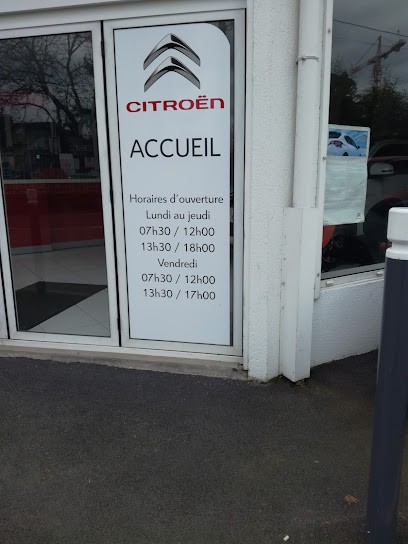 CITROËN
ACCUEIL
Horaires d'ouverture
Lundi au jeudi
07h30 / 12h00
13h30 / 18h00
Vendredi
07h30 / 12h00
13h30 / 17h00